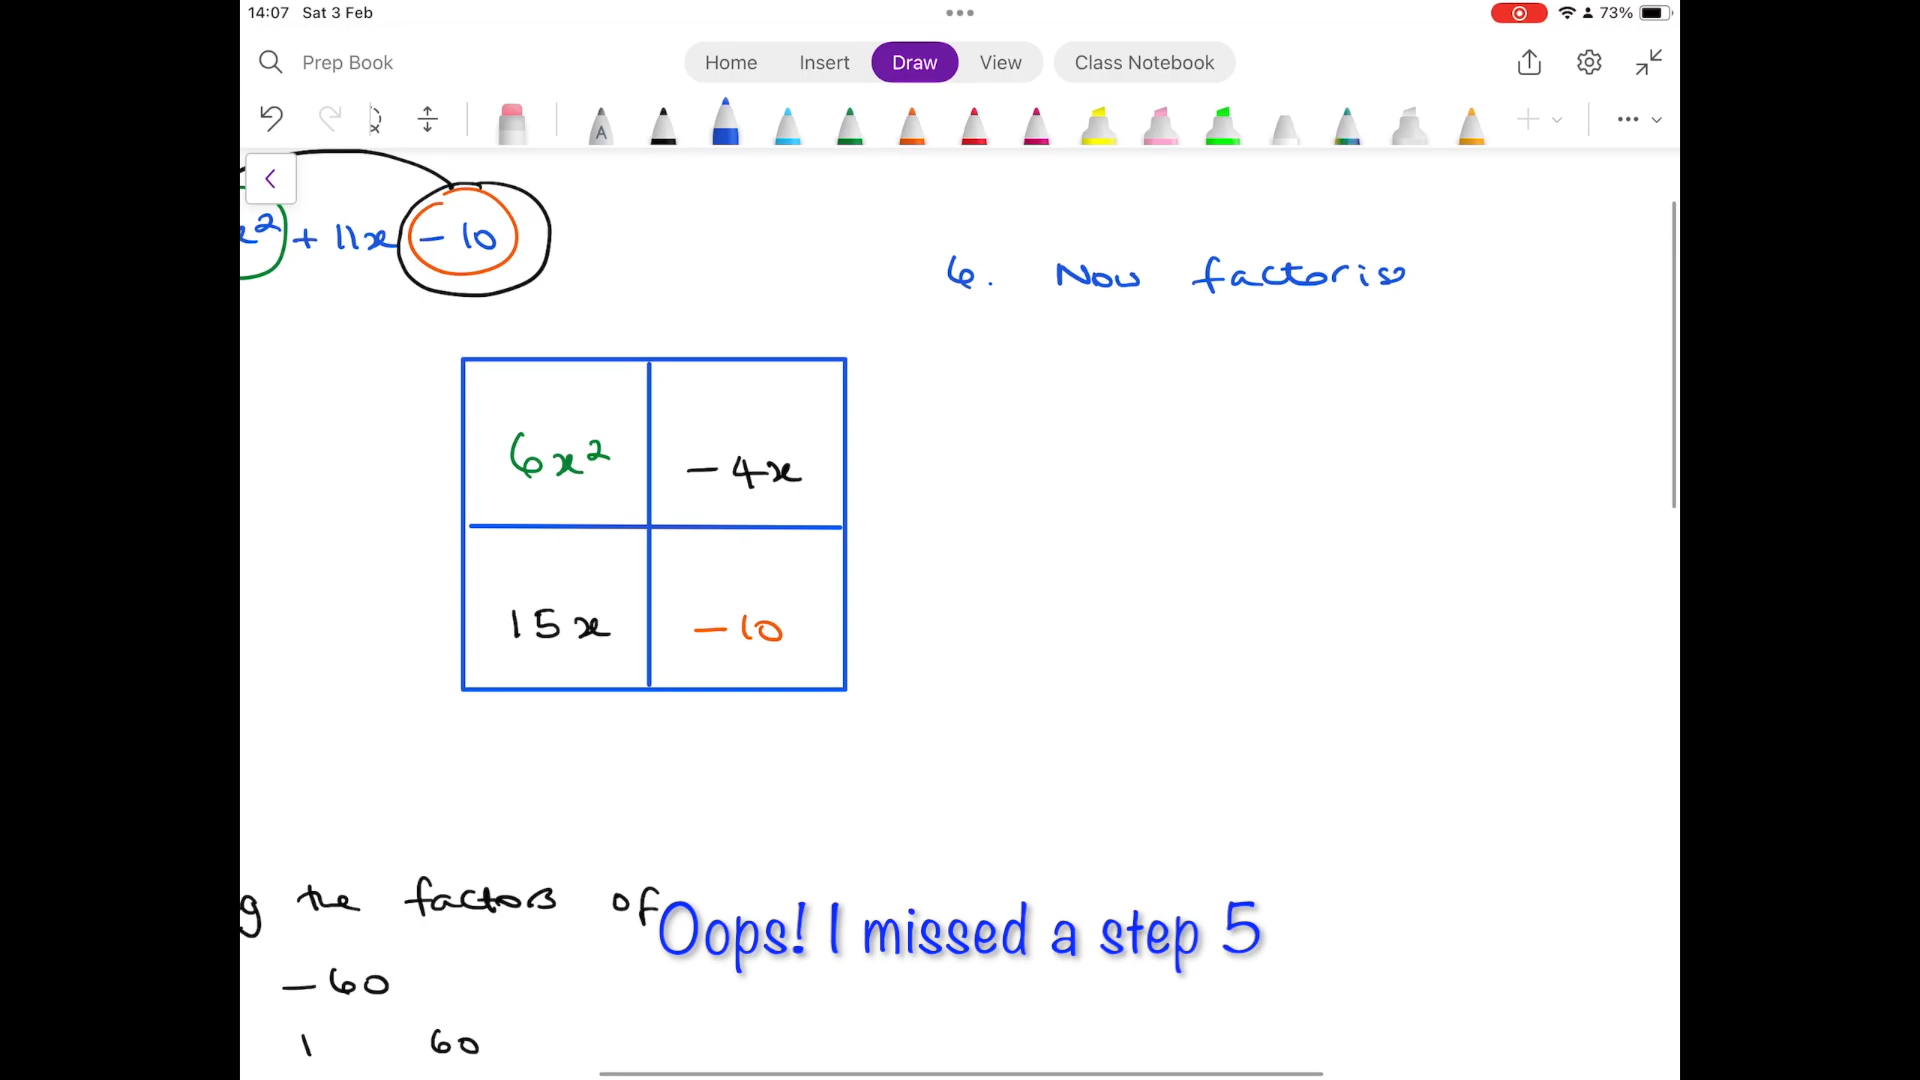 14:07 Sat 3 Feb
73%
Prep Book
Home Insert Draw View Class Notebook
A
x² + 11x - 10
6. Now factoris
6x² - 4x
15x - 10
the factors of
Oops! I missed a step 5
- 60
1 60